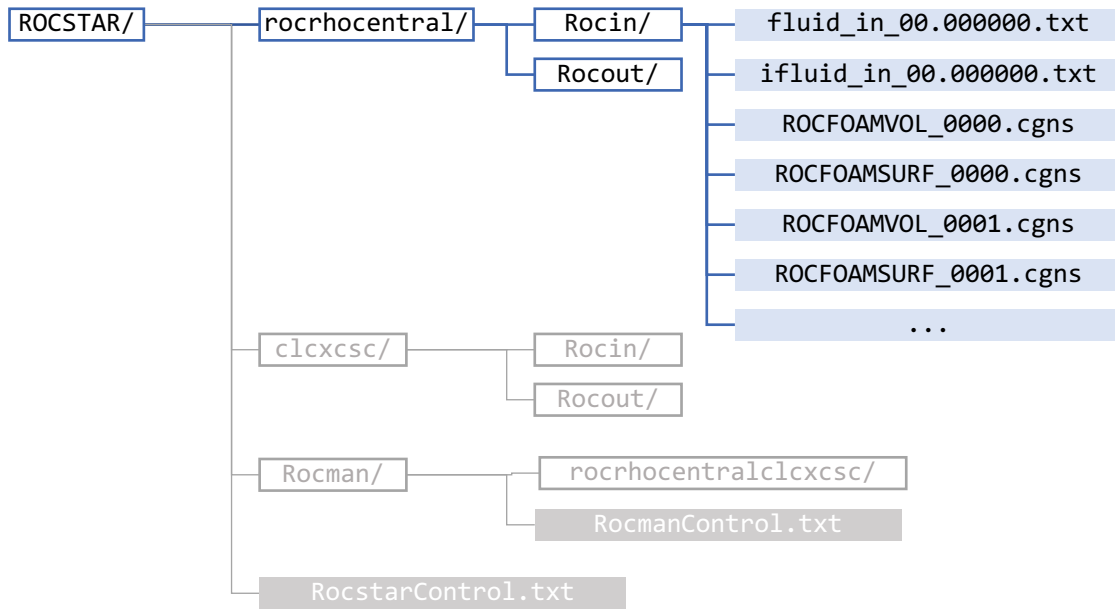 ROCSTAR/
rocrhocentral/
Rocin/
fluid_in_00.000000.txt
Rocout/
ifluid_in_00.000000.txt
ROCFOAMVOL_0000.cgns
ROCFOAMSURF_0000.cgns
ROCFOAMVOL_0001.cgns
ROCFOAMSURF_0001.cgns
...
clcxcsc/
Rocin/
Rocout/
Rocman/
rocrhocentralclcxcsc/
RocmanControl.txt
RocstarControl.txt